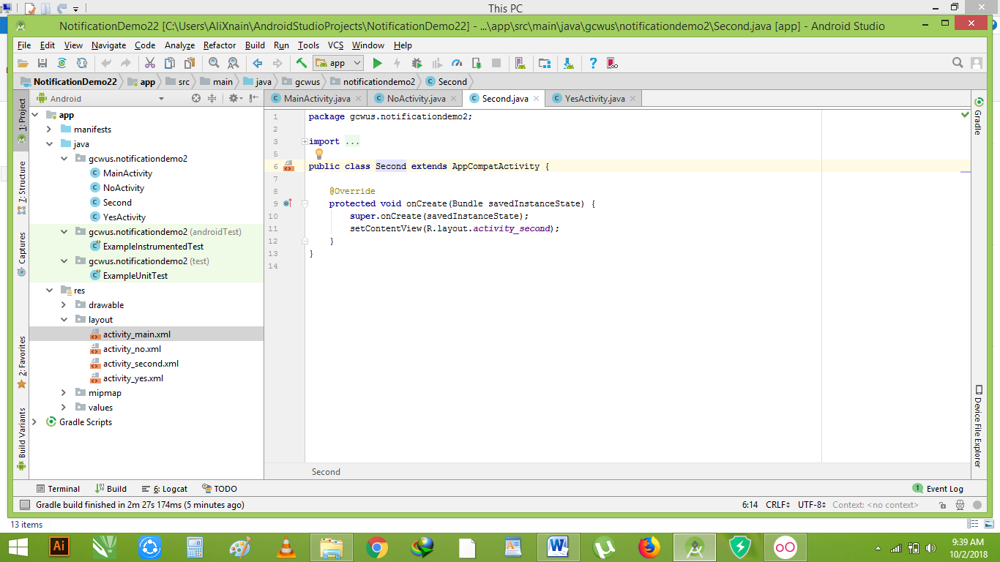 This PC
NotificationDemo22 [C:\Users\AliXnain\AndroidStudioProjects\NotificationDemo22] - ...\app\src\main\java\gcwus\notificationdemo2\Second.java [app] - Android Studio
File Edit View Navigate Code Analyze Refactor Build Run Tools VCS Window Help
app
NotificationDemo22 app src main java gcwus notificationdemo2 Second
1: Project
7: Structure
Captures
2: Favorites
Build Variants
Android
app
manifests
java
gcwus.notificationdemo2
MainActivity
NoActivity
Second
YesActivity
gcwus.notificationdemo2 (androidTest)
ExampleInstrumentedTest
gcwus.notificationdemo2 (test)
ExampleUnitTest
res
drawable
layout
activity_main.xml
activity_no.xml
activity_second.xml
activity_yes.xml
mipmap
values
Gradle Scripts
MainActivity.java NoActivity.java Second.java YesActivity.java
1 package gcwus.notificationdemo2;
2
3 import ...
5
6 public class Second extends AppCompatActivity {
7
8 @Override
9 protected void onCreate(Bundle savedInstanceState) {
10 super.onCreate(savedInstanceState);
11 setContentView(R.layout.activity_second);
12 }
13 }
14
Second
Gradle
Device File Explorer
Terminal Build 6: Logcat TODO 1 Event Log
Gradle build finished in 2m 27s 174ms (5 minutes ago) 6:14 CRLF UTF-8 Context: <no context>
13 items
Ai
9:39 AM
10/2/2018